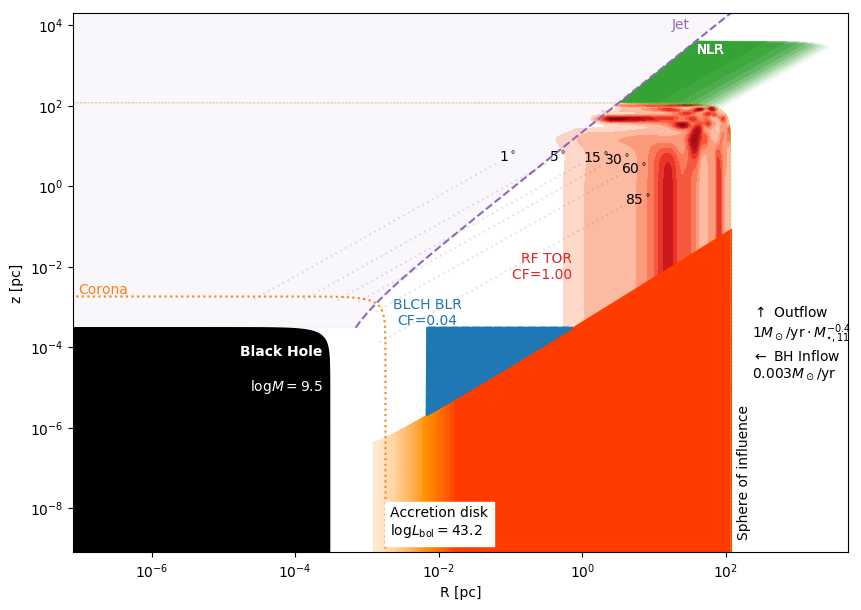 10^4
10^2
10^0
10^-2
10^-4
10^-6
10^-8
z [pc]
Jet
NLR
1°
5°
15°
30°
60°
85°
RF TOR
CF=1.00
Corona
BLCH BLR
CF=0.04
Black Hole
logM = 9.5
↑ Outflow
1M_⊙/yr · M_{⋆,11}^{-0.4}
← BH Inflow
0.003M_⊙/yr
Sphere of influence
Accretion disk
logL_bol = 43.2
10^-6
10^-4
10^-2
10^0
10^2
R [pc]